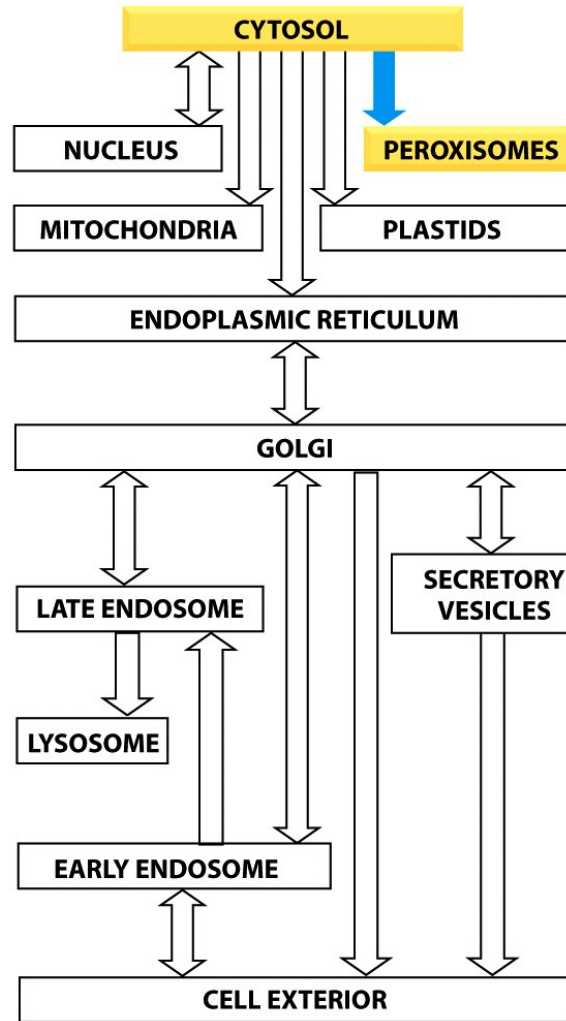 CYTOSOL
NUCLEUS
PEROXISOMES
MITOCHONDRIA
PLASTIDS
ENDOPLASMIC RETICULUM
GOLGI
LATE ENDOSOME
SECRETORY
VESICLES
LYSOSOME
EARLY ENDOSOME
CELL EXTERIOR